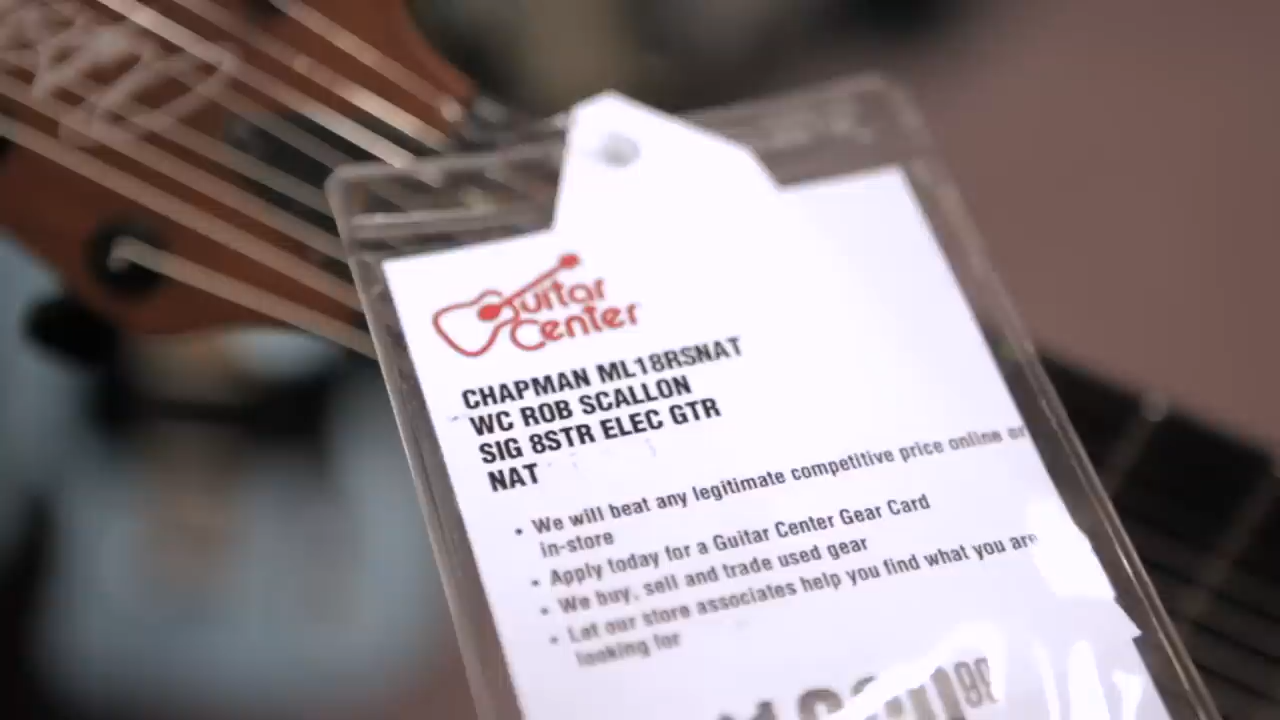 Guitar
Center
CHAPMAN ML18RSNAT
WC ROB SCALLON
SIG 8STR ELEC GTR
NAT
• We will beat any legitimate competitive price online or
in-store
• Apply today for a Guitar Center Gear Card
• We buy, sell and trade used gear
• Let our store associates help you find what you are
looking for